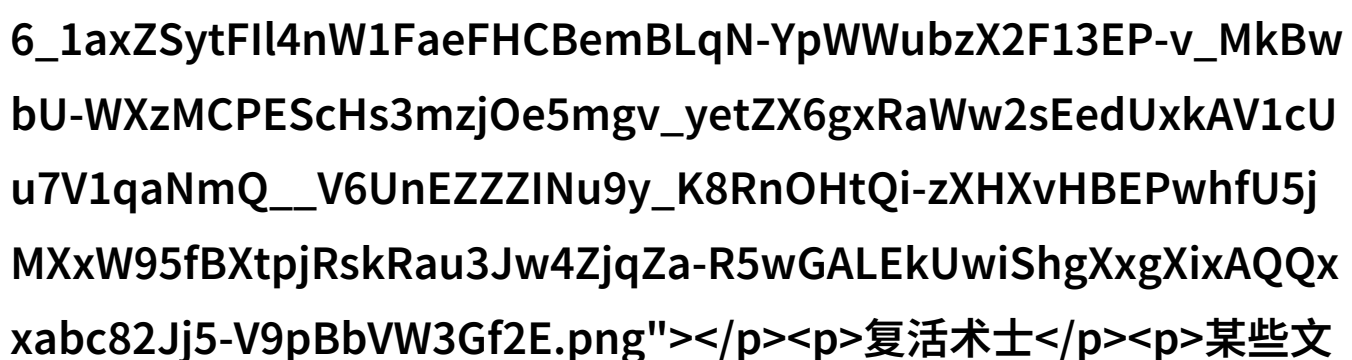 6_1axZSytFIl4nW1FaeFHCBemBLqN-YpWWubzX2F13EP-v_MkBw
bU-WXzMCPEScHs3mzjOe5mgv_yetZX6gxRaWw2sEedUxkAV1cU
u7V1qaNmQ__V6UnEZZZINu9y_K8RnOHtQi-zXHXvHBEPwhfU5j
MXxW95fBXtpjRskRau3Jw4ZjqZa-R5wGALEkUwiShgXxgXixAQQx
xabc82Jj5-V9pBbVW3Gf2E.png"></p><p>复活术士</p><p>某些文